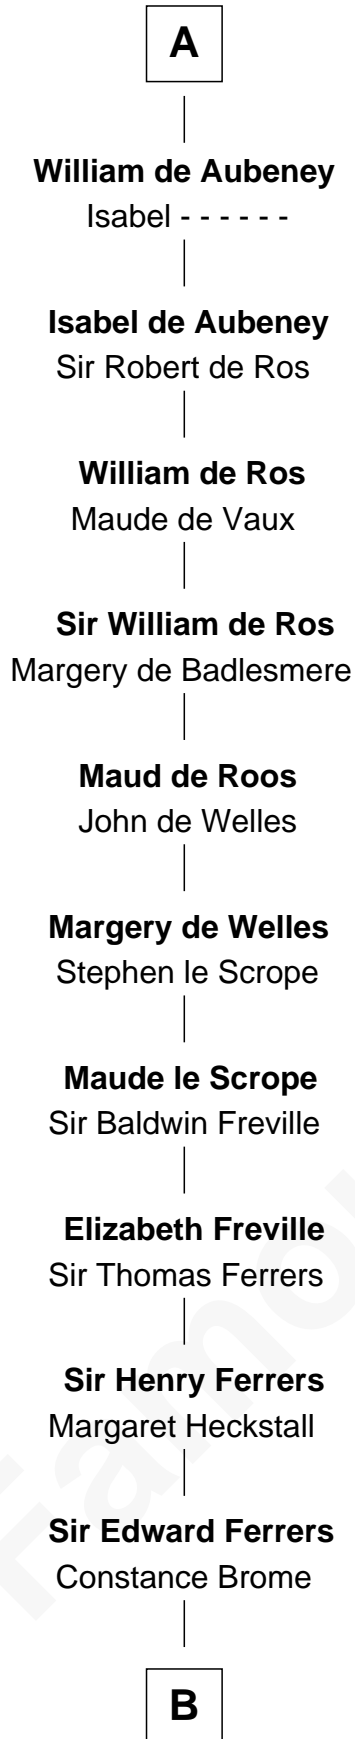 A
William de Aubeney
Isabel - - - - - -
Isabel de Aubeney
Sir Robert de Ros
William de Ros
Maude de Vaux
Sir William de Ros
Margery de Badlesmere
Maud de Roos
John de Welles
Margery de Welles
Stephen le Scrope
Maude le Scrope
Sir Baldwin Freville
Elizabeth Freville
Sir Thomas Ferrers
Sir Henry Ferrers
Margaret Heckstall
Sir Edward Ferrers
Constance Brome
B